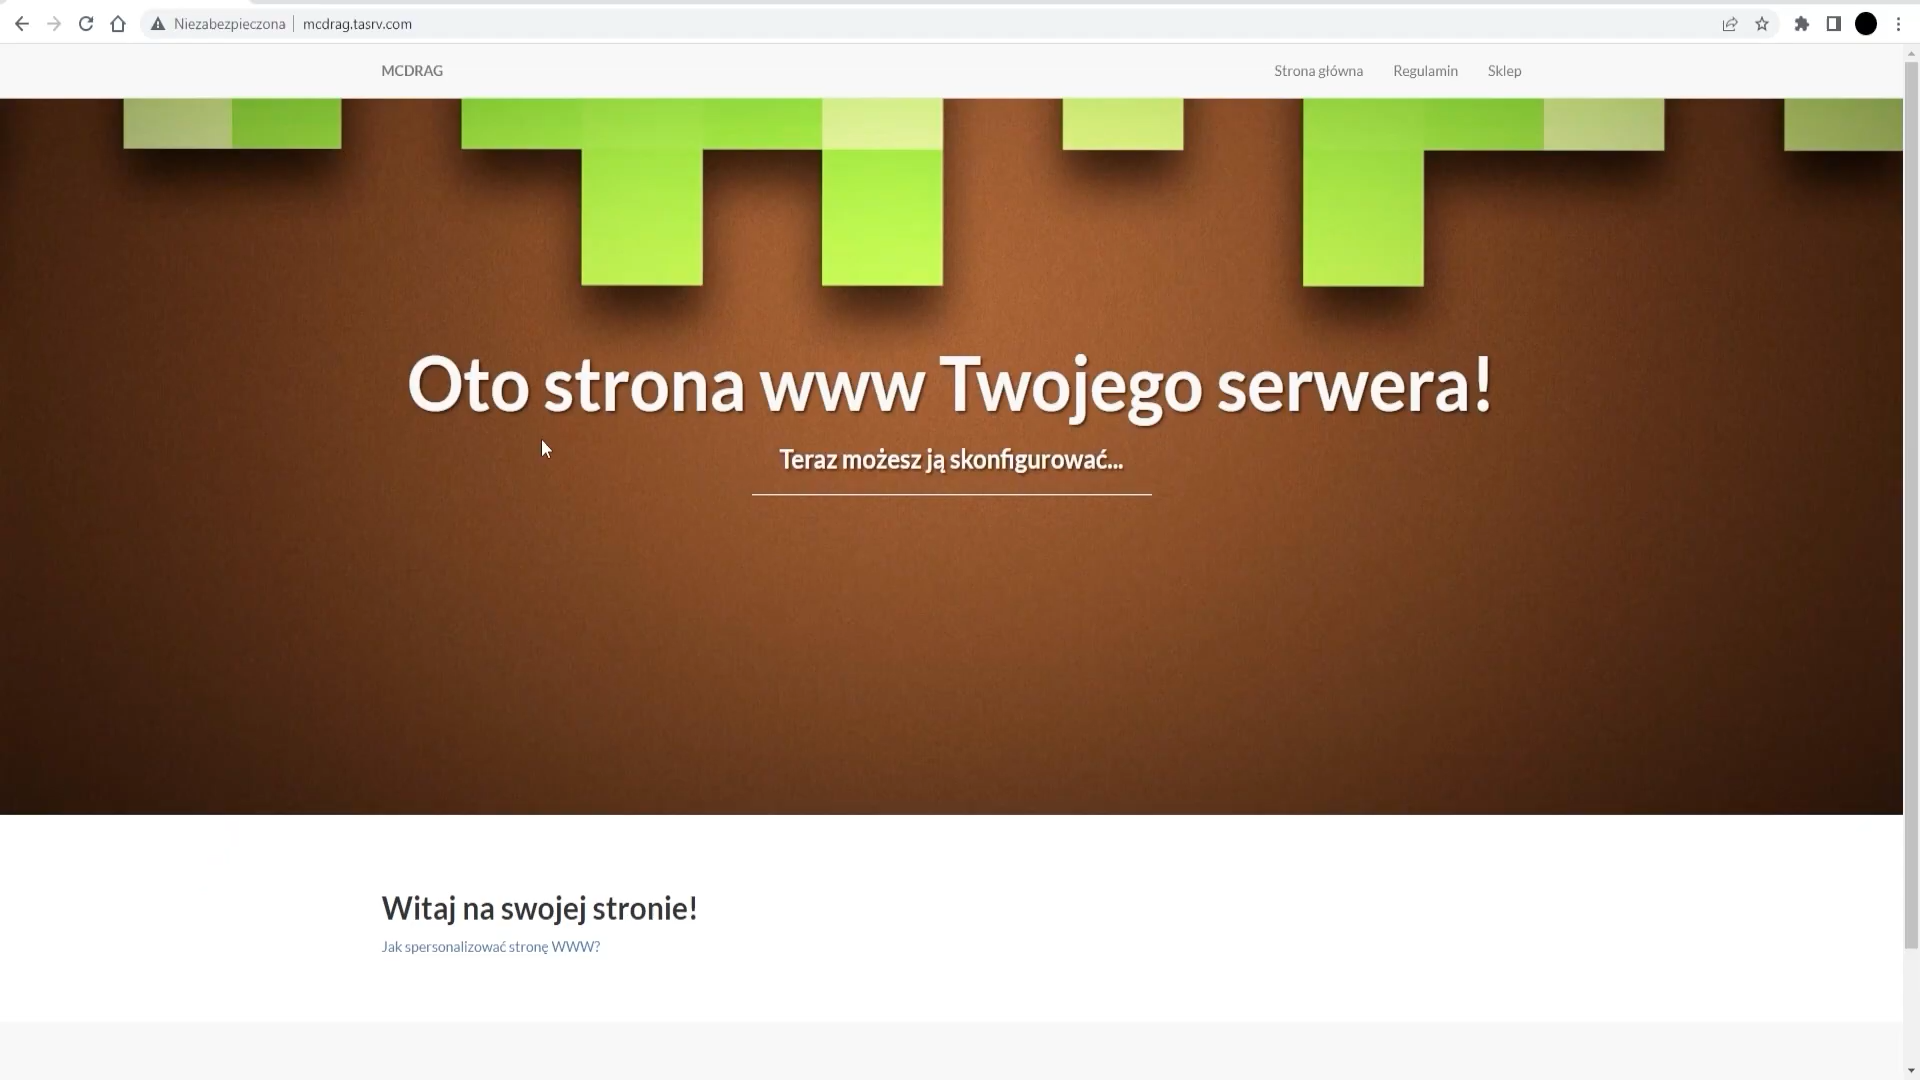 Niezabezpieczona
mcdrag.tasrv.com
MCDRAG
Strona główna
Regulamin
Sklep
Oto strona www Twojego serwera!
Teraz możesz ją skonfigurować...
Witaj na swojej stronie!
Jak spersonalizować stronę WWW?